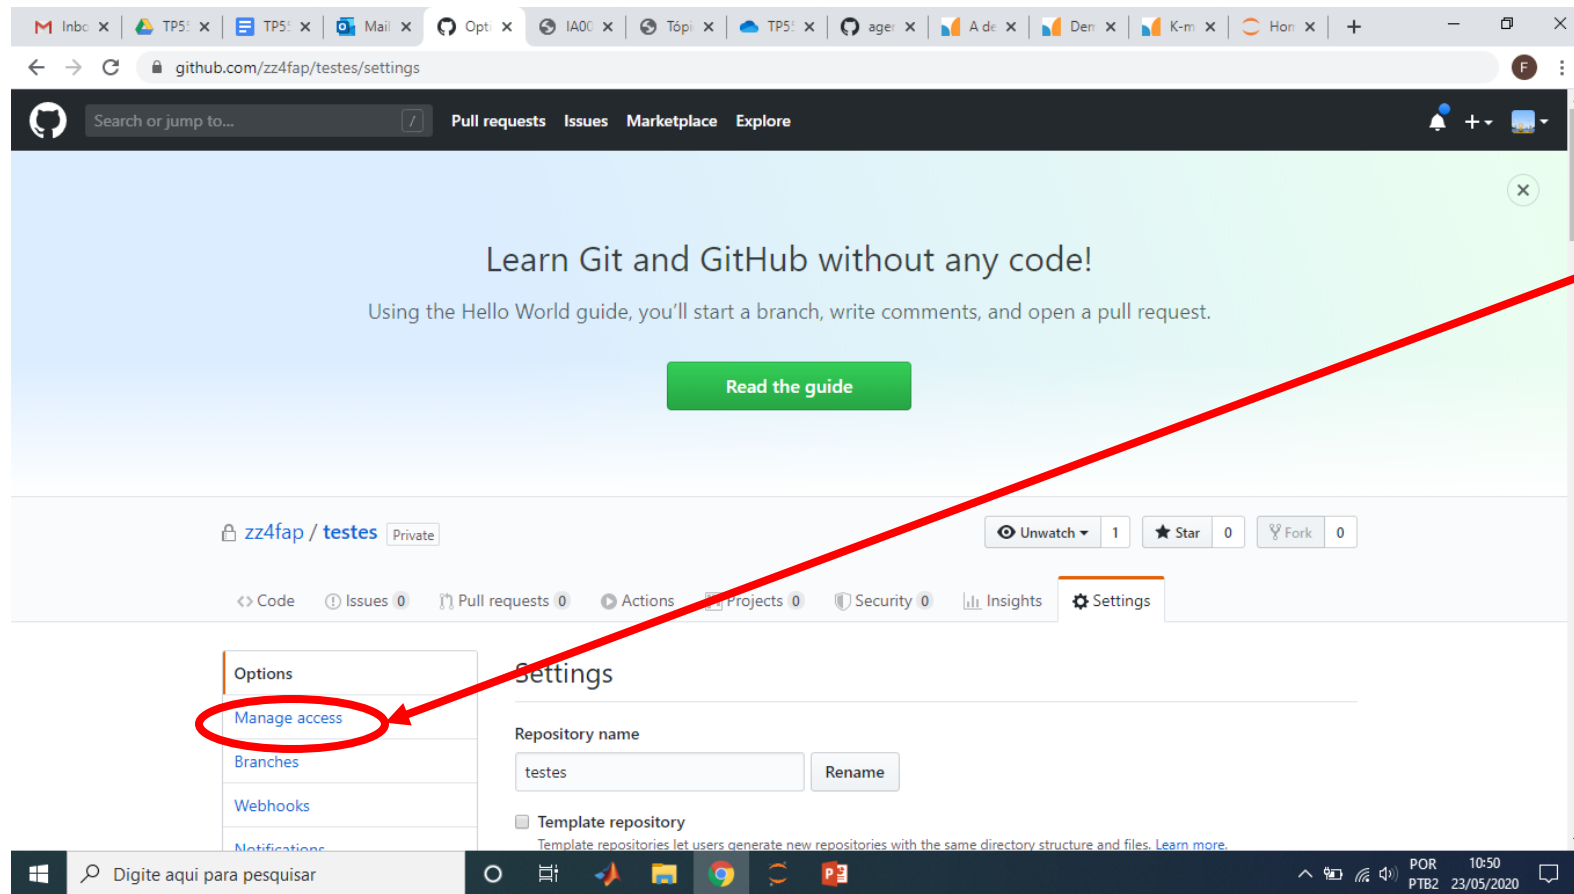 Inbo TP5: TP5: Mail Opti IA00 Tópi TP5: ager A de Den K-m Hon
github.com/zz4fap/testes/settings F
Search or jump to... / Pull requests Issues Marketplace Explore
Learn Git and GitHub without any code!
Using the Hello World guide, you'll start a branch, write comments, and open a pull request.
Read the guide
zz4fap / testes Private Unwatch 1 Star 0 Fork 0
Code Issues 0 Pull requests 0 Actions Projects 0 Security 0 Insights Settings
Options
Manage access
Branches
Webhooks
Notifications
Settings
Repository name
testes Rename
Template repository
Template repositories let users generate new repositories with the same directory structure and files. Learn more.
Digite aqui para pesquisar
POR
PTB2
10:50
23/05/2020